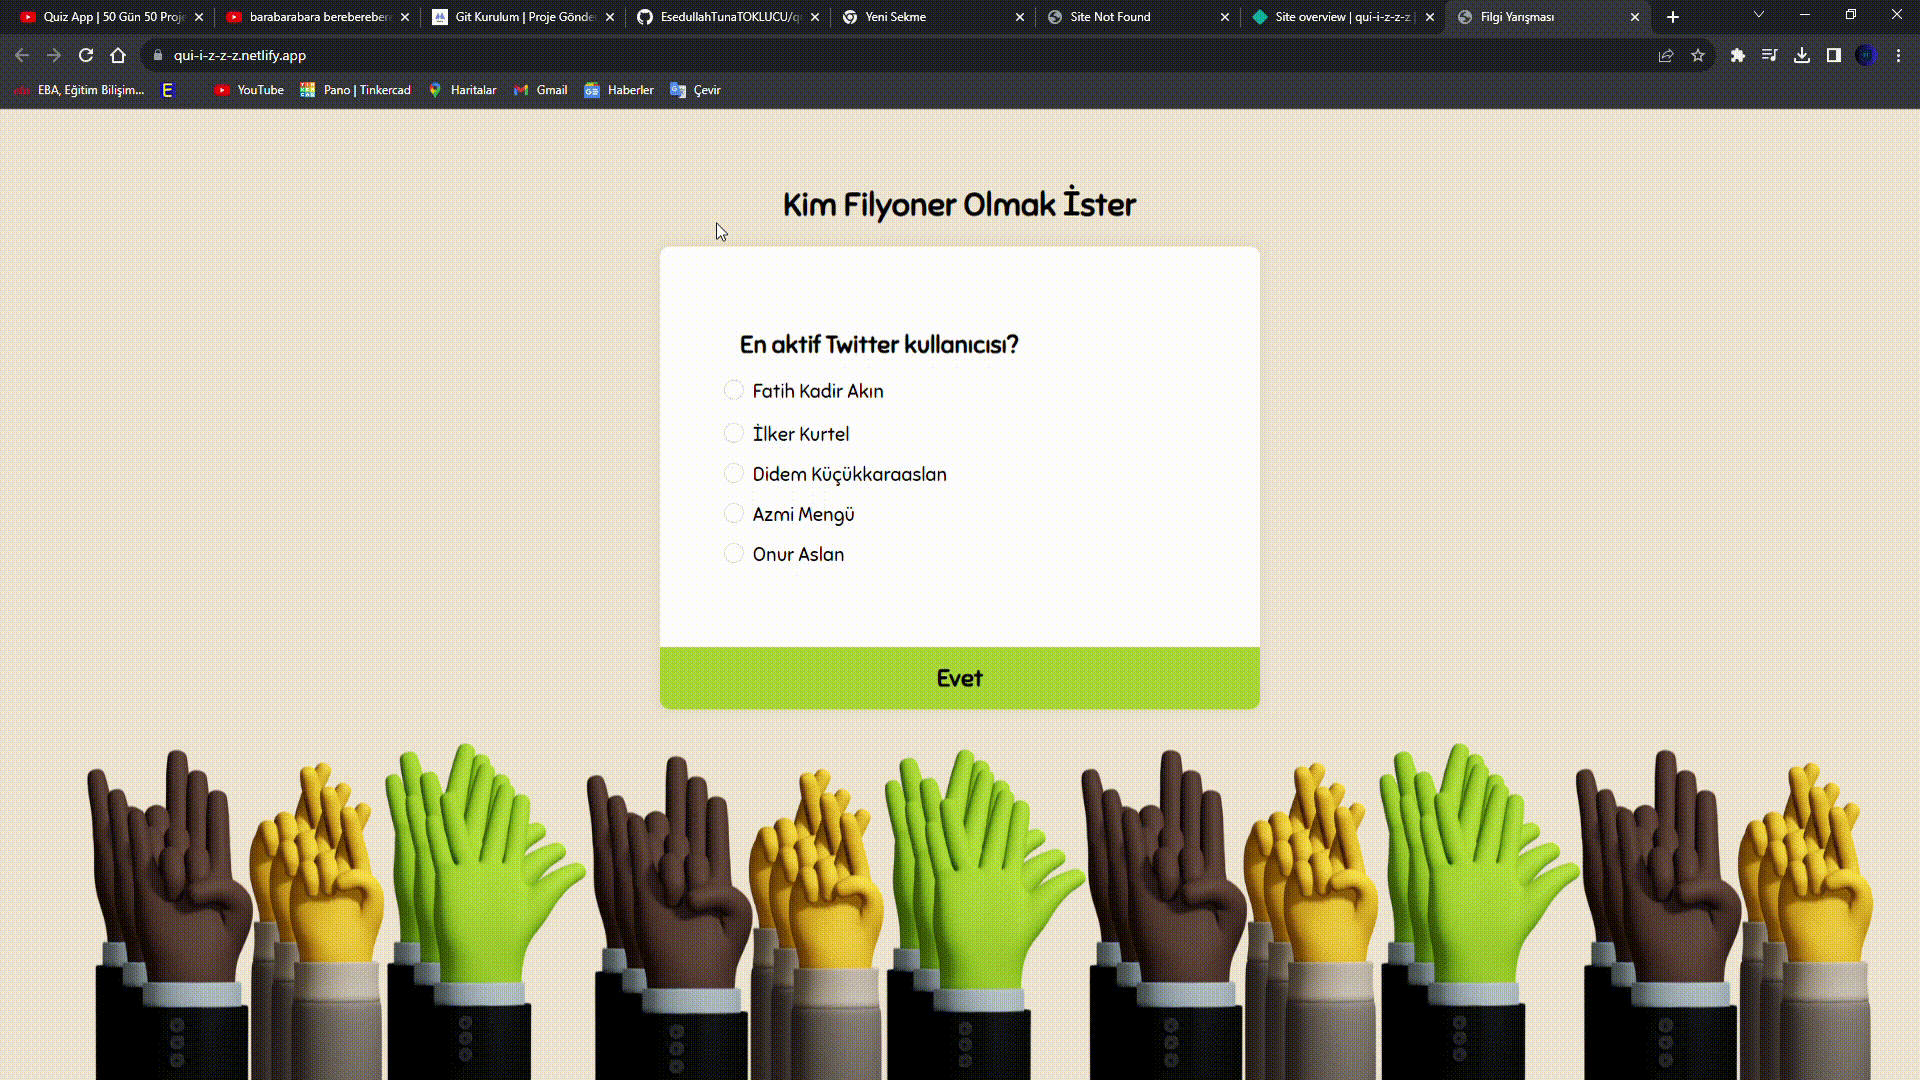 Quiz App | 50 Gün 50 Proje
barabarabara berebereber
Git Kurulum | Proje Gönde
EsedullahTunaTOKLUCU/q
Yeni Sekme
Site Not Found
Site overview | qui-i-z-z-z
Filgi Yarışması
qui-i-z-z-z.netlify.app
EBA, Eğitim Bilişim...
E
YouTube
Pano | Tinkercad
Haritalar
Gmail
Haberler
Çevir
Kim Filyoner Olmak İster
En aktif Twitter kullanıcısı?
Fatih Kadir Akın
İlker Kurtel
Didem Küçükkaraaslan
Azmi Mengü
Onur Aslan
Evet